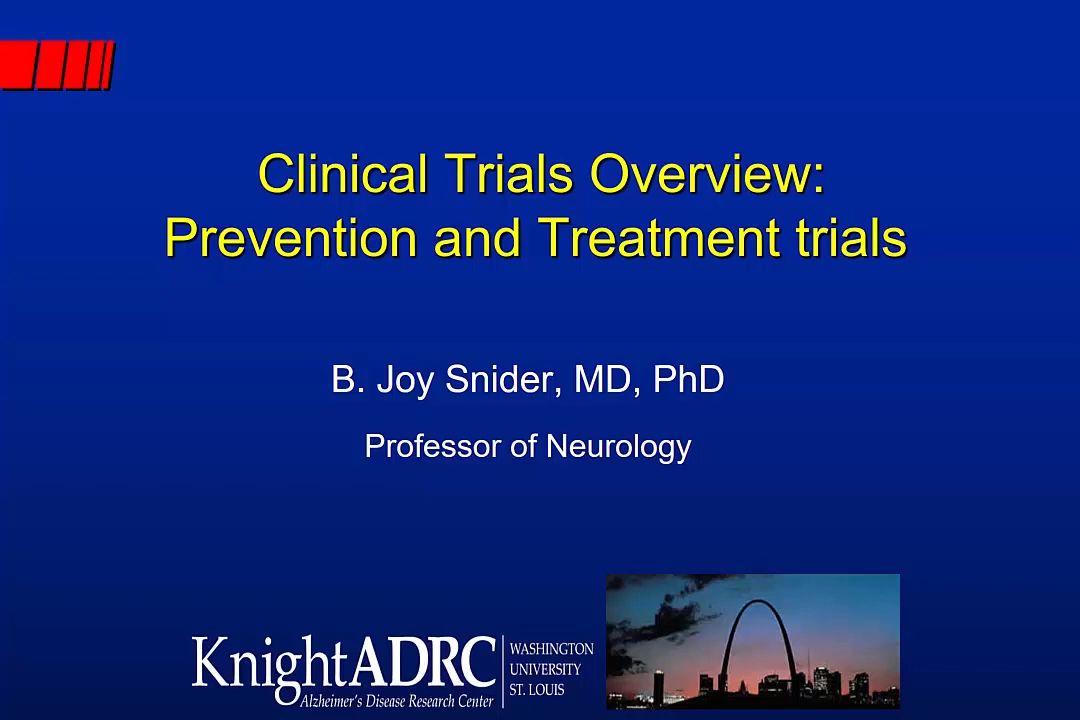 Clinical Trials Overview:
Prevention and Treatment trials
B. Joy Snider, MD, PhD
Professor of Neurology
KnightADRC
Alzheimer's Disease Research Center
WASHINGTON
UNIVERSITY
ST. LOUIS